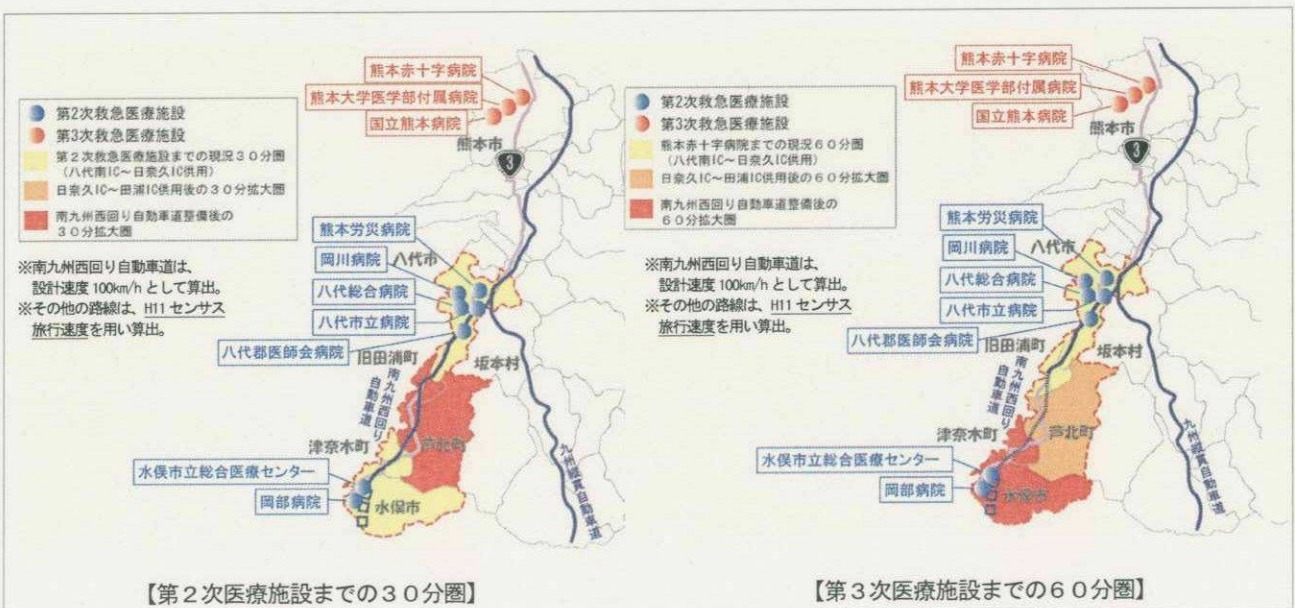 熊本赤十字病院
熊本大学医学部付属病院
国立熊本病院
熊本市
3
第2次救急医療施設
第3次救急医療施設
第2次救急医療施設までの現況30分圏
(八代南IC~日奈久IC供用)
日奈久IC~田浦IC供用後の30分拡大圏
南九州西回り自動車道整備後の
30分拡大圏
※南九州西回り自動車道は、
設計速度100km/hとして算出。
※その他の路線は、H11センサス
旅行速度を用い算出。
熊本労災病院
岡川病院
八代市
八代総合病院
八代市立病院
八代郡医師会病院
旧田浦町
坂本村
南九州西回り
自動車道
津奈木町
芦北町
水俣市立総合医療センター
岡部病院
水俣市
九州縦貫自動車道
【第2次医療施設までの30分圏】
熊本赤十字病院
熊本大学医学部付属病院
国立熊本病院
熊本市
3
第2次救急医療施設
第3次救急医療施設
熊本赤十字病院までの現況60分圏
(八代南IC~日奈久IC供用)
日奈久IC~田浦IC供用後の60分拡大圏
南九州西回り自動車道整備後の
60分拡大圏
※南九州西回り自動車道は、
設計速度100km/hとして算出。
※その他の路線は、H11センサス
旅行速度を用い算出。
熊本労災病院
八代市
岡川病院
八代総合病院
八代市立病院
八代郡医師会病院
旧田浦町
坂本村
南九州西回り
自動車道
津奈木町
芦北町
水俣市立総合医療センター
岡部病院
水俣市
九州縦貫自動車道
【第3次医療施設までの60分圏】